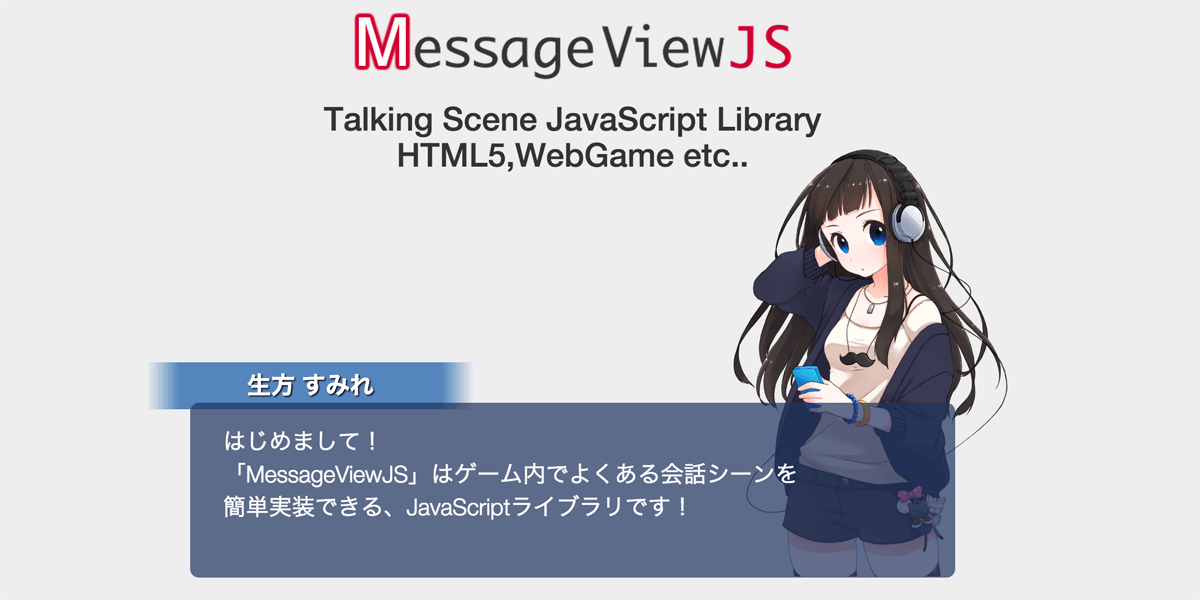 MessageViewJS
Talking Scene JavaScript Library
HTML5,WebGame etc..
生方 すみれ
はじめまして！
「MessageViewJS」はゲーム内でよくある会話シーンを
簡単実装できる、JavaScriptライブラリです！